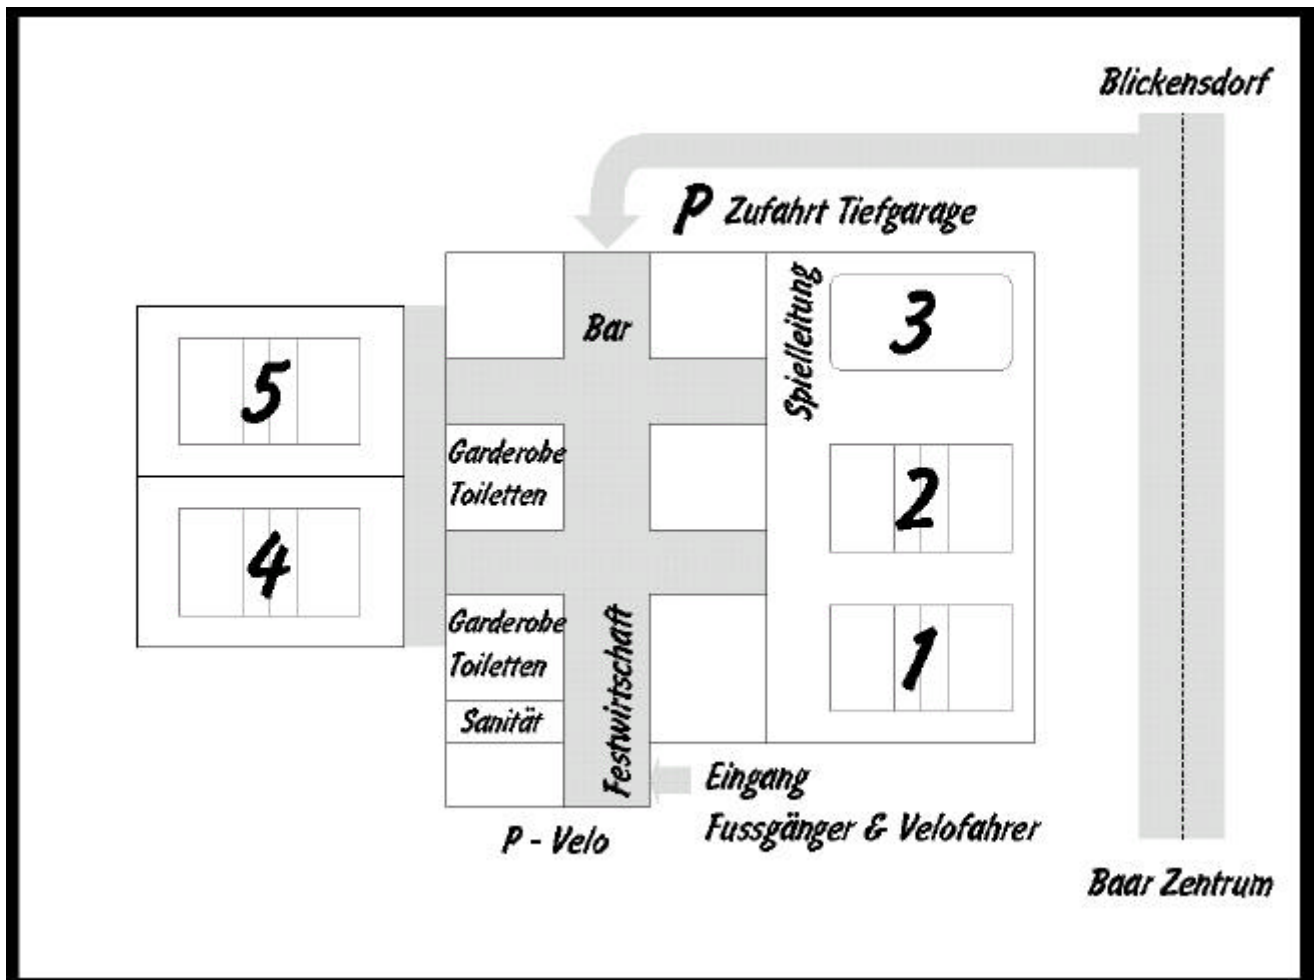 Blickensdorf
P Zufahrt Tiefgarage
Spielleitung
3
Bar
5
Garderobe
Toiletten
2
4
Garderobe
Toiletten
Festwirtschaft
1
Sanität
Eingang
Fussgänger & Velofahrer
P - Velo
Baar Zentrum